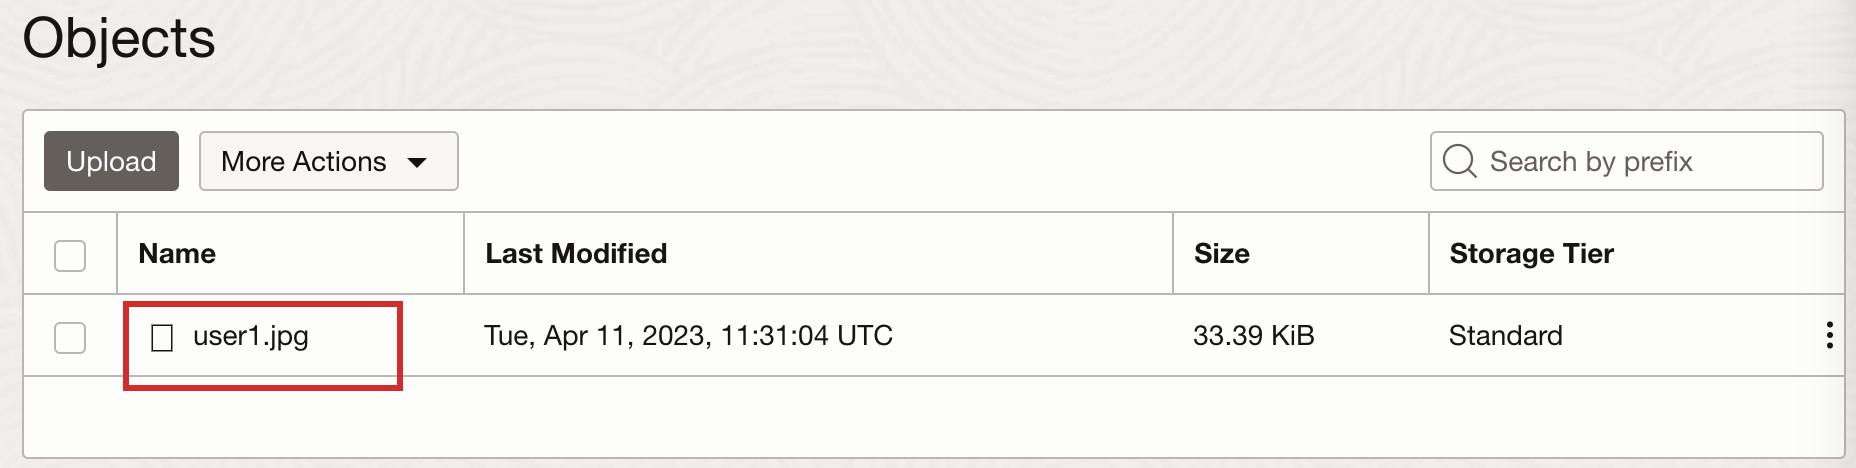 Objects
Upload More Actions Search by prefix
Name Last Modified Size Storage Tier
user1.jpg Tue, Apr 11, 2023, 11:31:04 UTC 33.39 KiB Standard